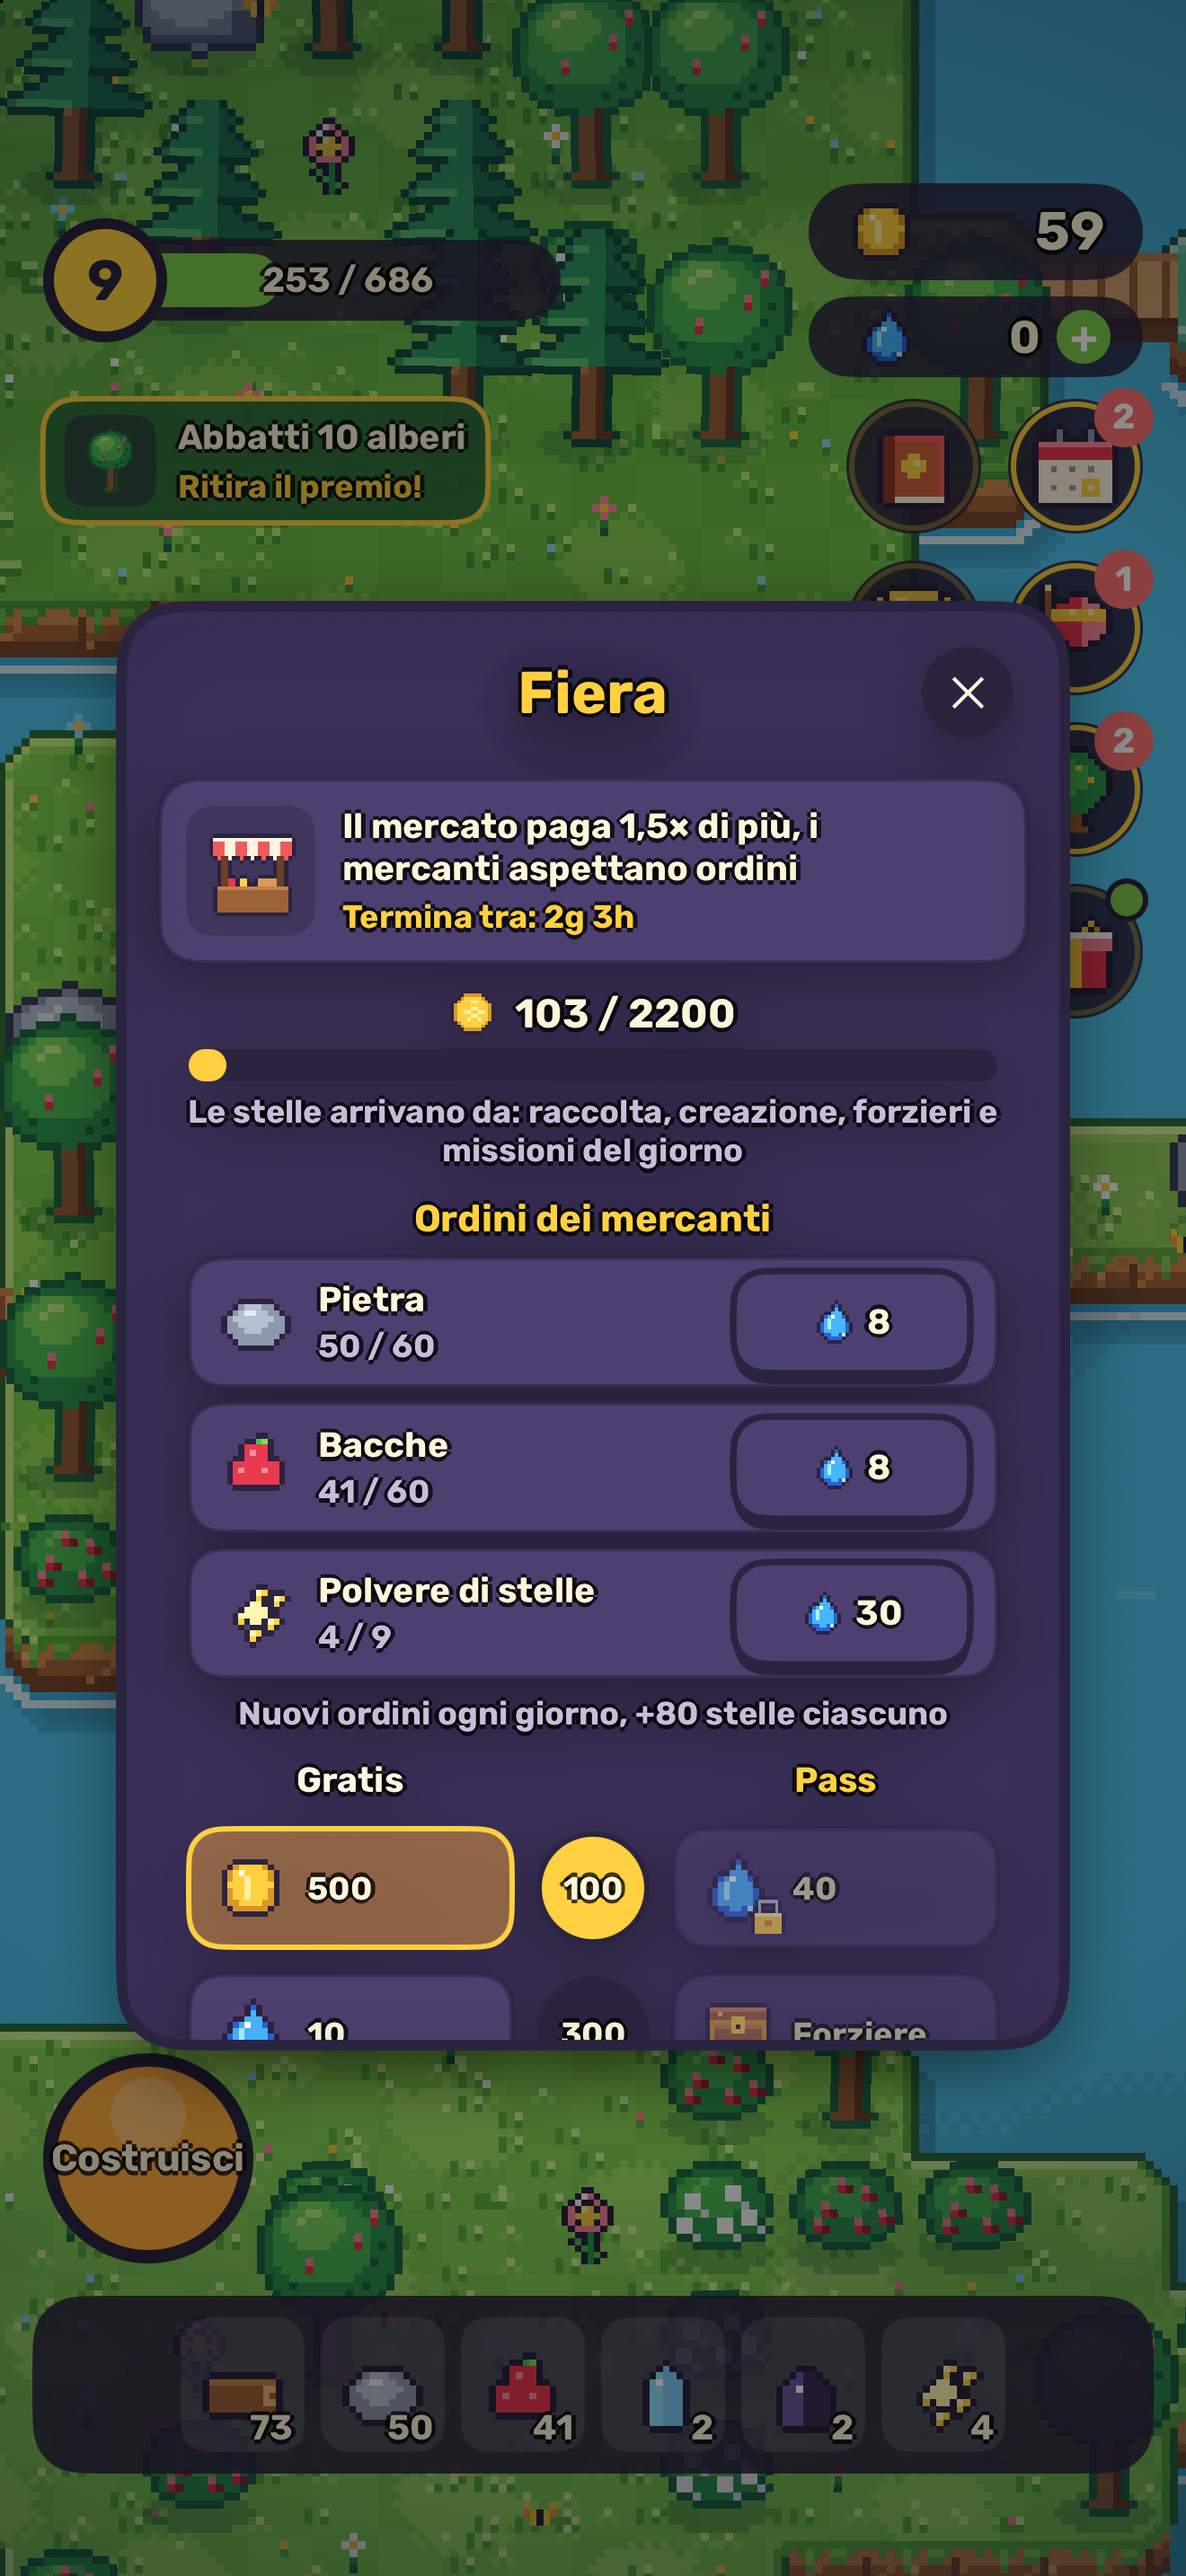 59
9
253 / 686
0
+
Abbatti 10 alberi
Ritira il premio!
2
1
2
Fiera
Il mercato paga 1,5× di più, i
mercanti aspettano ordini
Termina tra: 2g 3h
103 / 2200
Le stelle arrivano da: raccolta, creazione, forzieri e
missioni del giorno
Ordini dei mercanti
Pietra
50 / 60
8
Bacche
41 / 60
8
Polvere di stelle
4 / 9
30
Nuovi ordini ogni giorno, +80 stelle ciascuno
Gratis
Pass
500
100
40
10
300
Forziere
Costruisci
73
50
41
2
2
4